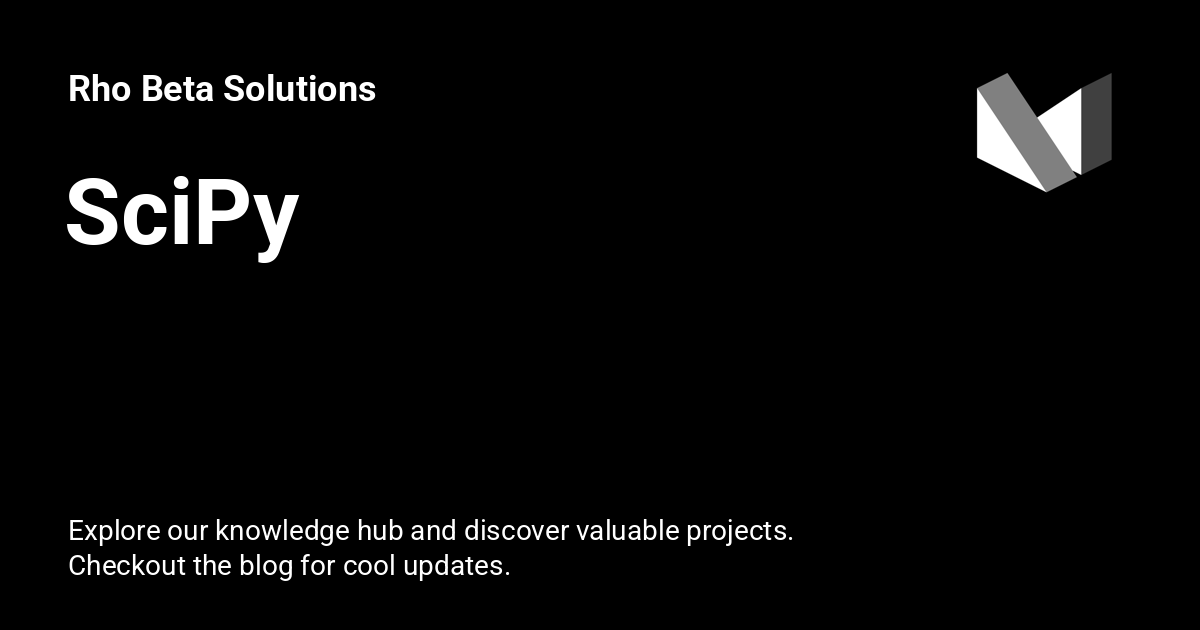 Rho Beta Solutions
SciPy
Explore our knowledge hub and discover valuable projects.
Checkout the blog for cool updates.